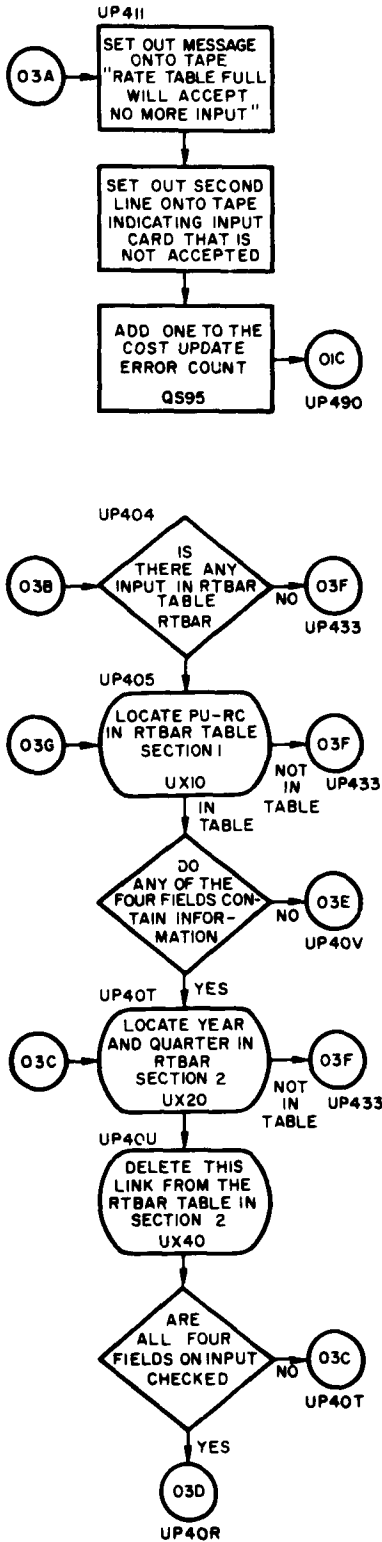 UP411
03A
SET OUT MESSAGE
ONTO TAPE
"RATE TABLE FULL
WILL ACCEPT
NO MORE INPUT"
SET OUT SECOND
LINE ONTO TAPE
INDICATING INPUT
CARD THAT IS
NOT ACCEPTED
ADD ONE TO THE
COST UPDATE
ERROR COUNT
QS95
01C
UP490
UP404
03B
IS
THERE ANY
INPUT IN RTBAR
TABLE
RTBAR
NO
03F
UP433
UP405
03G
LOCATE PU-RC
IN RTBAR TABLE
SECTION 1
UX10
03F
UP433
NOT
IN
TABLE
IN
TABLE
DO
ANY OF THE
FOUR FIELDS CON-
TAIN INFOR-
MATION
NO
03E
UP40V
YES
UP40T
03C
LOCATE YEAR
AND QUARTER IN
RTBAR
SECTION 2
UX20
03F
UP433
NOT
IN
TABLE
UP40U
DELETE THIS
LINK FROM THE
RTBAR TABLE IN
SECTION 2
UX40
ARE
ALL FOUR
FIELDS ON INPUT
CHECKED
NO
03C
UP40T
YES
03D
UP40R